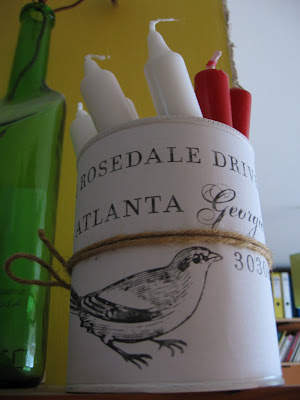 ROSEDALE DRIV
ATLANTA Georg
3030